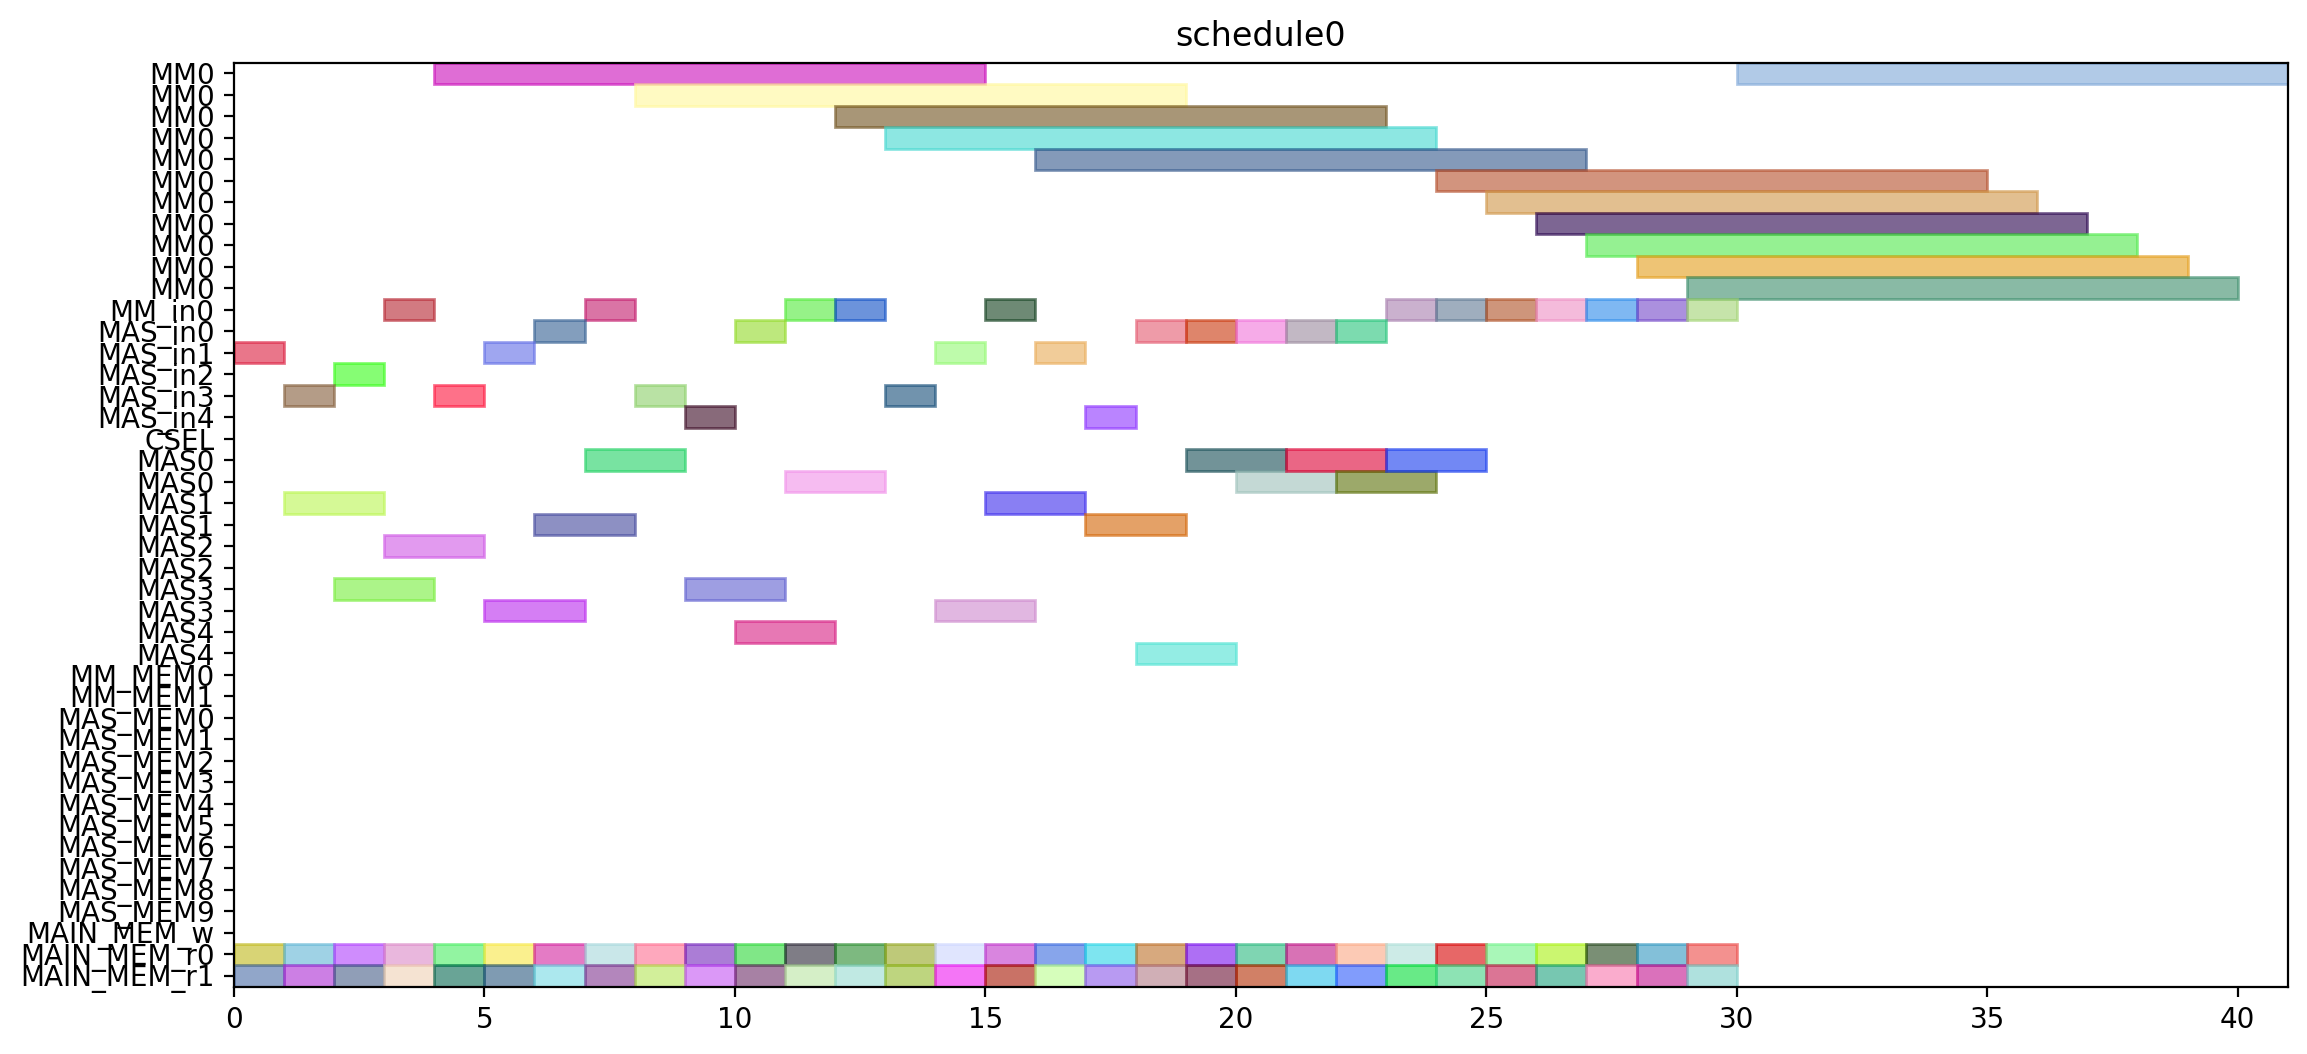 schedule0
MM0
MM0
MM0
MM0
MM0
MM0
MM0
MM0
MM0
MM0
MM0
MM_in0
MAS_in0
MAS_in1
MAS_in2
MAS_in3
MAS_in4
CSEL
MAS0
MAS0
MAS1
MAS1
MAS2
MAS2
MAS3
MAS3
MAS4
MAS4
MM_MEM0
MM_MEM1
MAS_MEM0
MAS_MEM1
MAS_MEM2
MAS_MEM3
MAS_MEM4
MAS_MEM5
MAS_MEM6
MAS_MEM7
MAS_MEM8
MAS_MEM9
MAIN_MEM_w
MAIN_MEM_r0
MAIN_MEM_r1
0 5 10 15 20 25 30 35 40